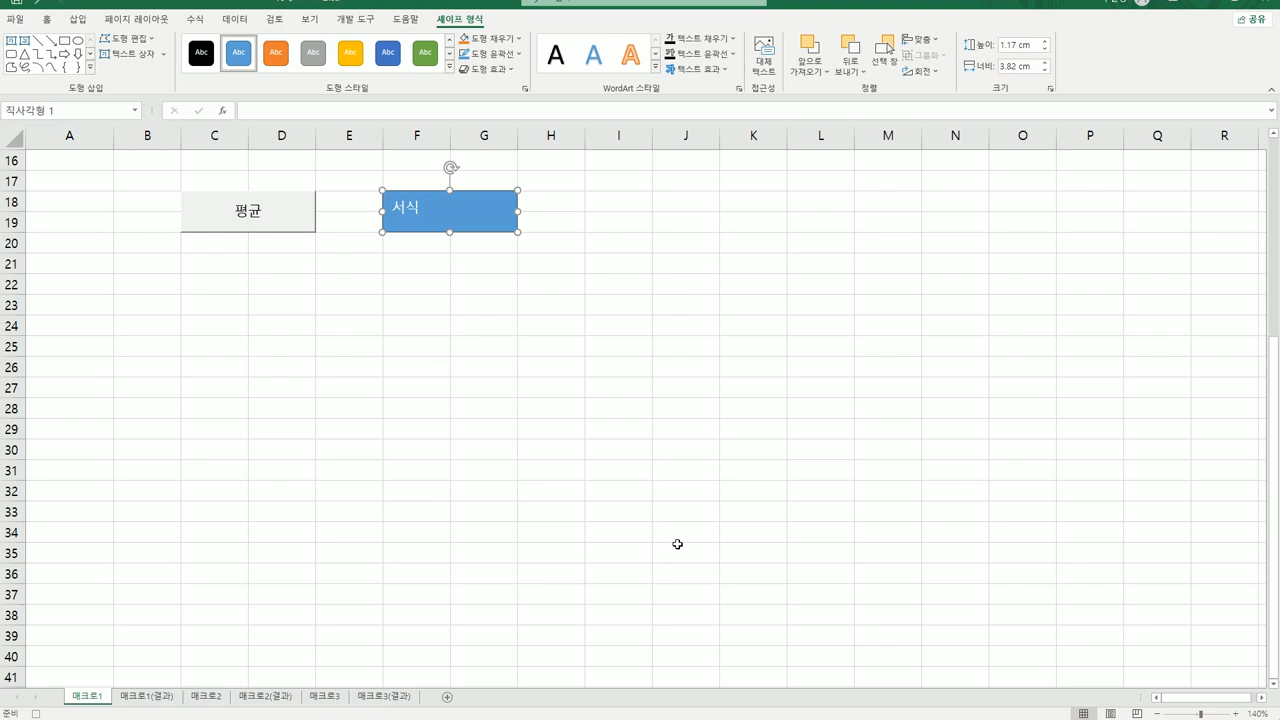 파일 홈 삽입 페이지 레이아웃 수식 데이터 검토 보기 개발 도구 도움말 셰이프 형식 공유
도형 편집
텍스트 상자
도형 삽입
Abc Abc Abc Abc Abc Abc Abc
도형 채우기
도형 윤곽선
도형 효과
도형 스타일
A A A
텍스트 채우기
텍스트 윤곽선
텍스트 효과
WordArt 스타일
대체
텍스트
접근성
앞으로
가져오기
뒤로
보내기
선택 창
맞춤
그룹화
회전
정렬
높이: 1.17 cm
너비: 3.82 cm
크기
직사각형 1 fx
A B C D E F G H I J K L M N O P Q R
16
17
18 평균 서식
19
20
21
22
23
24
25
26
27
28
29
30
31
32
33
34
35
36
37
38
39
40
41
매크로1 매크로1(결과) 매크로2 매크로2(결과) 매크로3 매크로3(결과)
준비 140%